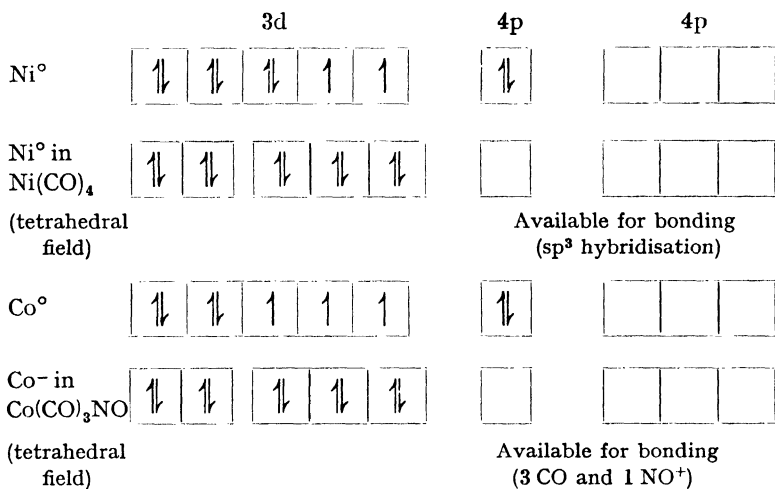 3d 4p 4p
Ni°
Ni° in
Ni(CO)₄
(tetrahedral
field)
Available for bonding
(sp³ hybridisation)
Co°
Co⁻ in
Co(CO)₃NO
(tetrahedral
field)
Available for bonding
(3 CO and 1 NO⁺)